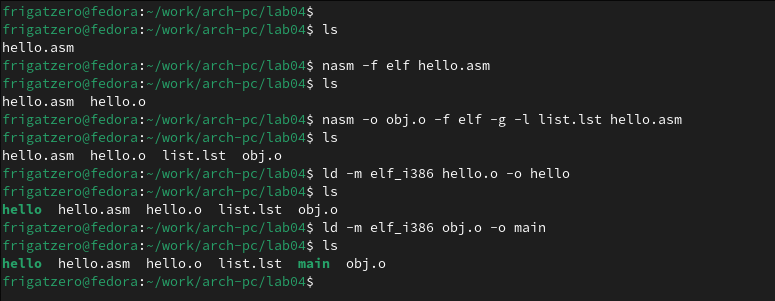 frigatzero@fedora:~/work/arch-pc/lab04$
frigatzero@fedora:~/work/arch-pc/lab04$ ls
hello.asm
frigatzero@fedora:~/work/arch-pc/lab04$ nasm -f elf hello.asm
frigatzero@fedora:~/work/arch-pc/lab04$ ls
hello.asm  hello.o
frigatzero@fedora:~/work/arch-pc/lab04$ nasm -o obj.o -f elf -g -l list.lst hello.asm
frigatzero@fedora:~/work/arch-pc/lab04$ ls
hello.asm  hello.o  list.lst  obj.o
frigatzero@fedora:~/work/arch-pc/lab04$ ld -m elf_i386 hello.o -o hello
frigatzero@fedora:~/work/arch-pc/lab04$ ls
hello  hello.asm  hello.o  list.lst  obj.o
frigatzero@fedora:~/work/arch-pc/lab04$ ld -m elf_i386 obj.o -o main
frigatzero@fedora:~/work/arch-pc/lab04$ ls
hello  hello.asm  hello.o  list.lst  main  obj.o
frigatzero@fedora:~/work/arch-pc/lab04$